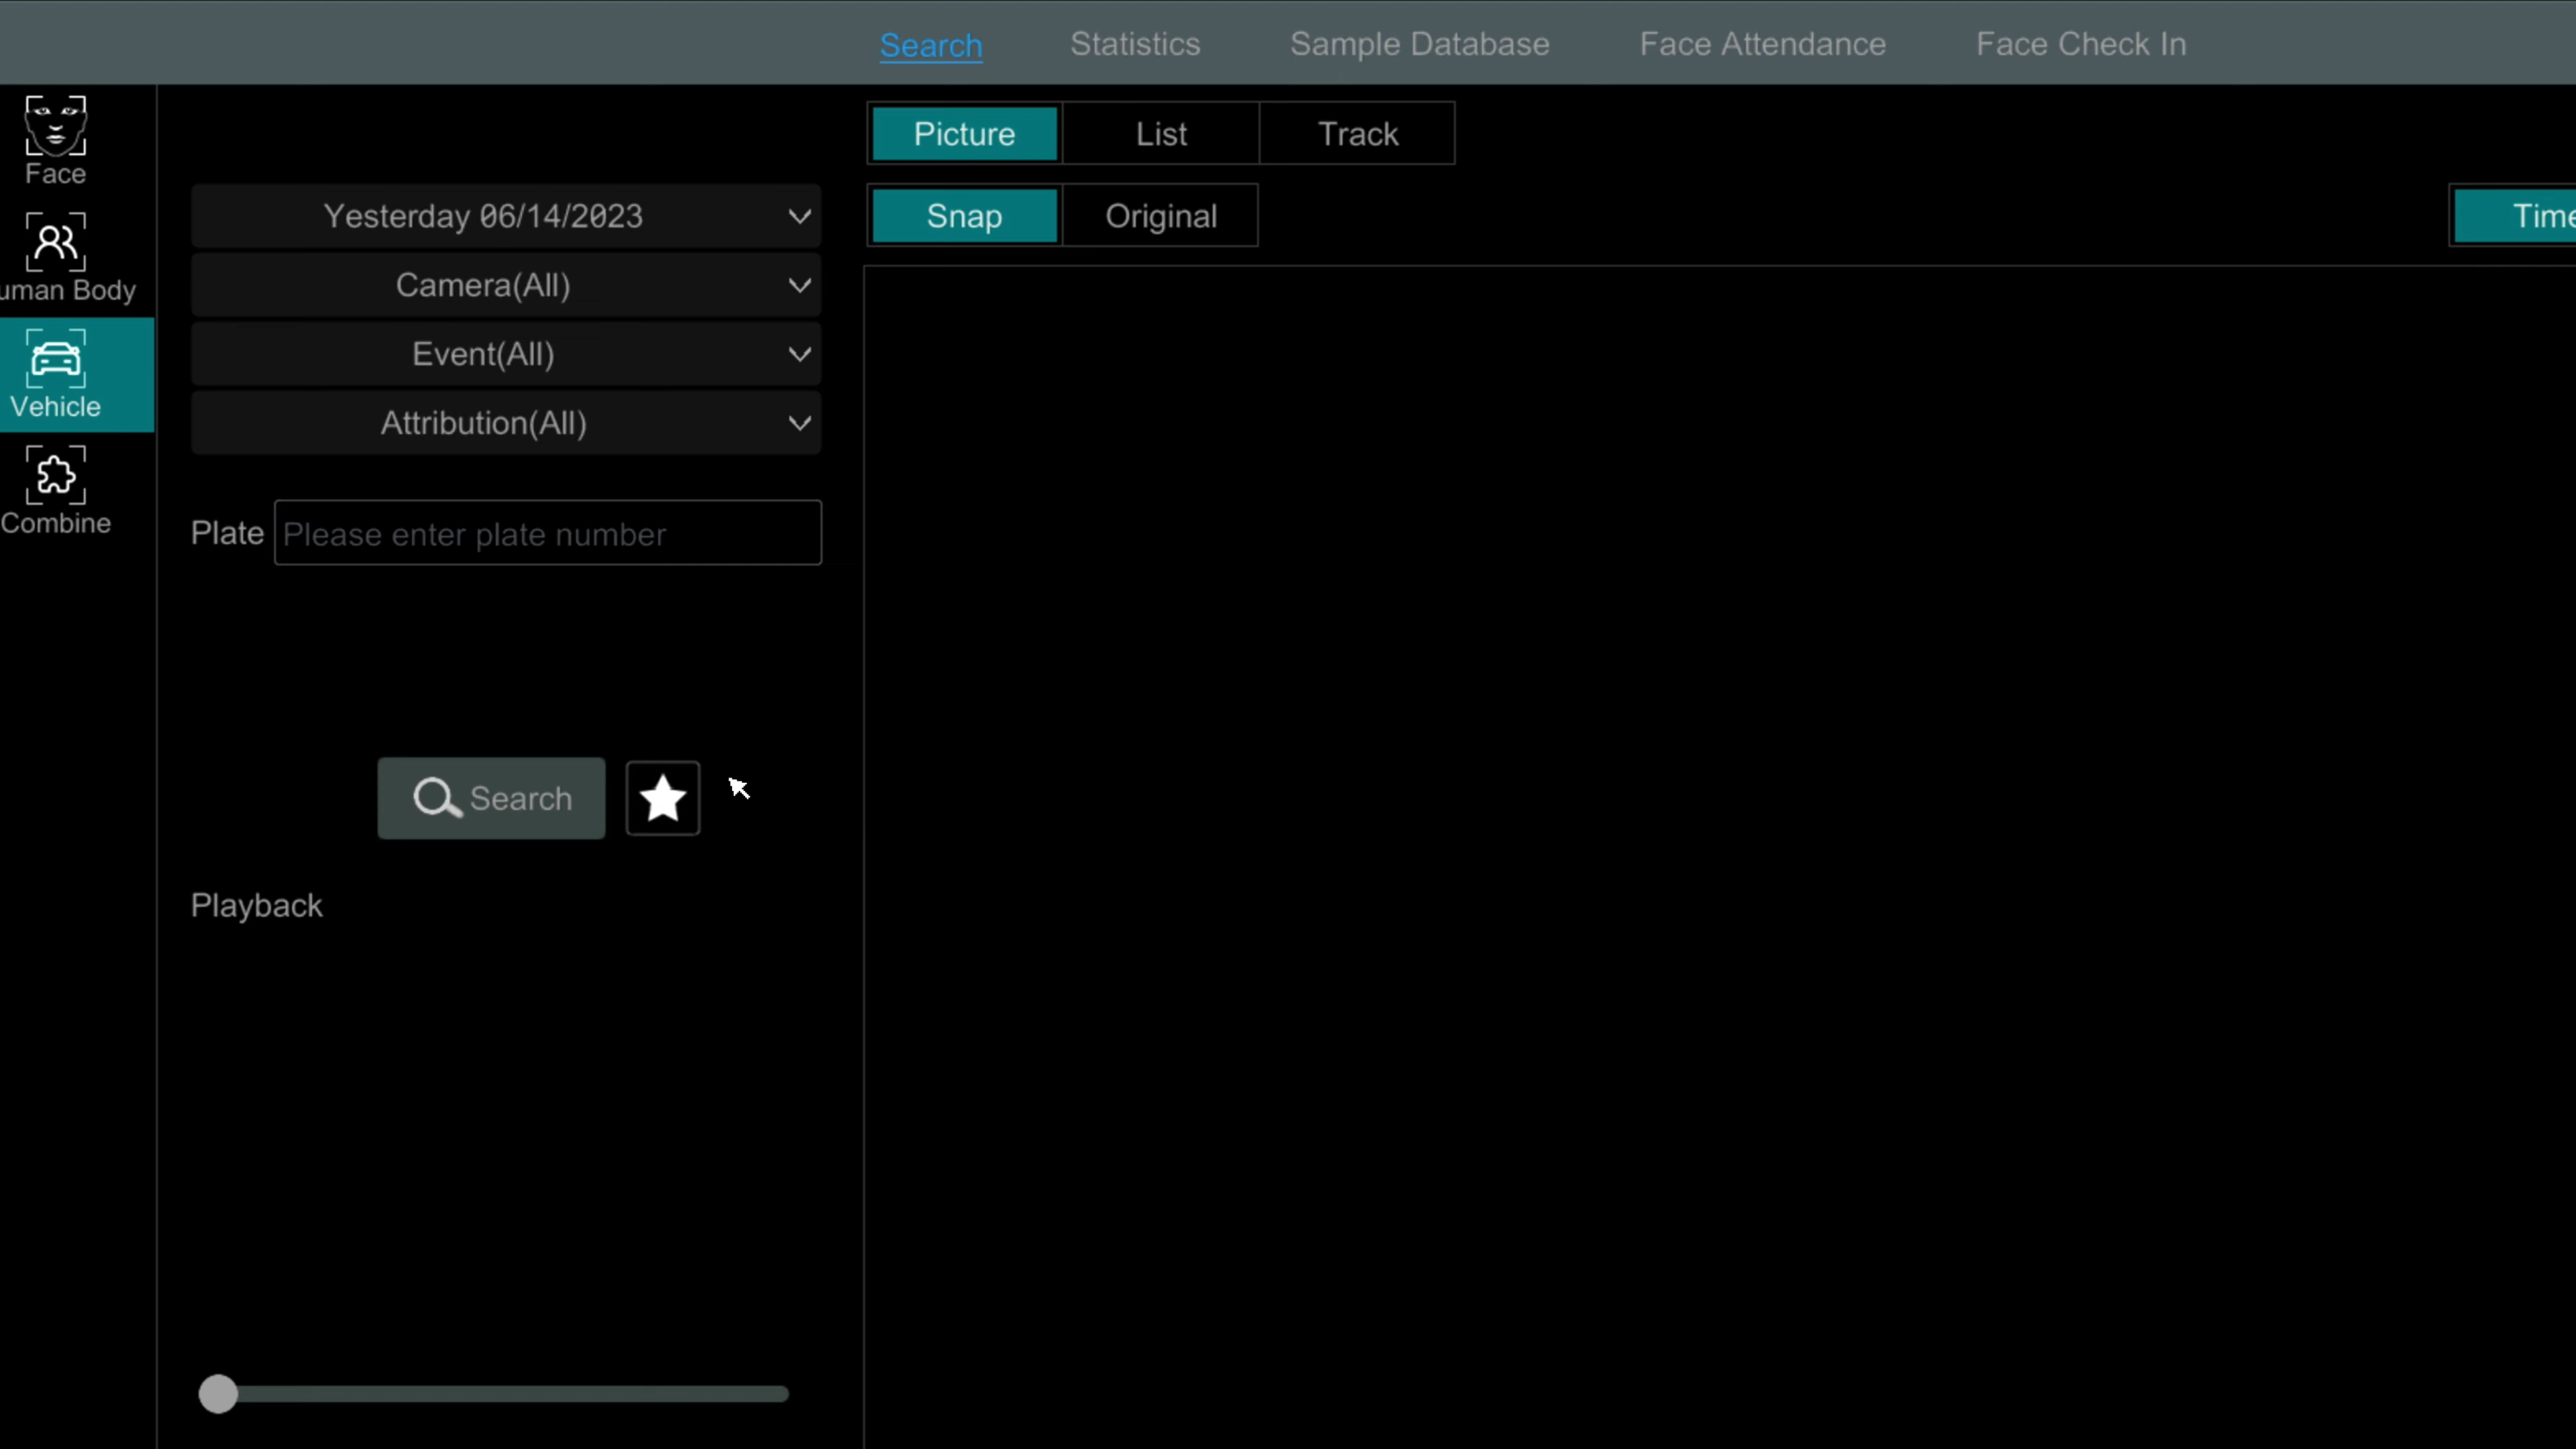 Search Statistics Sample Database Face Attendance Face Check In
Face
uman Body
Vehicle
Combine
Yesterday 06/14/2023
Camera(All)
Event(All)
Attribution(All)
Plate Please enter plate number
Search
Playback
Picture List Track
Snap Original
Time